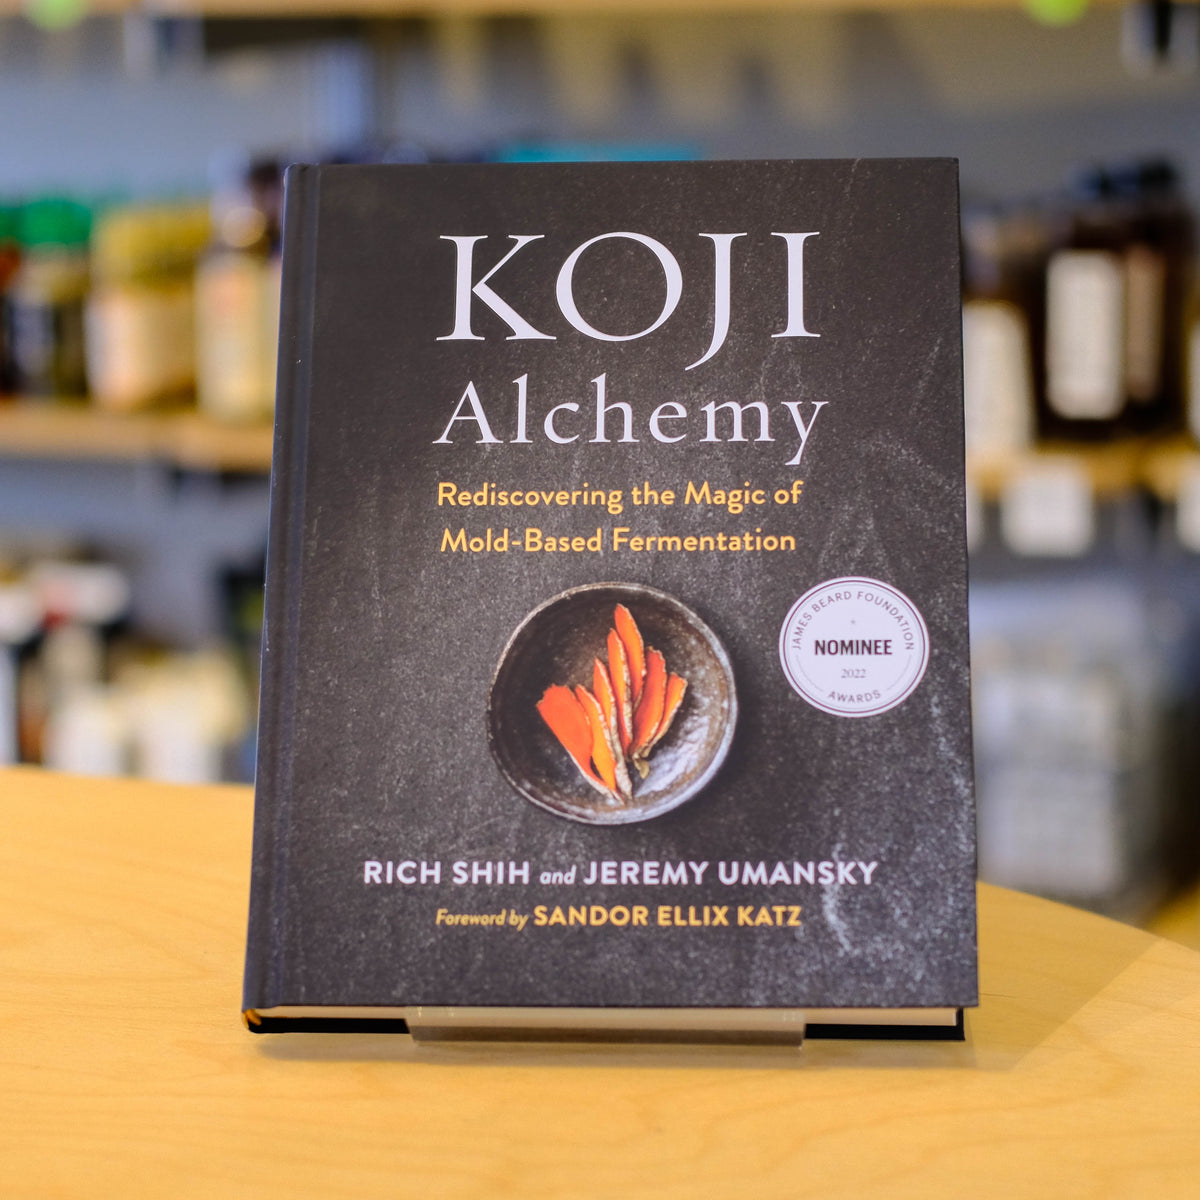 KOJI
Alchemy
Rediscovering the Magic of
Mold-Based Fermentation
JAMES BEARD FOUNDATION
NOMINEE
2022
AWARDS
RICH SHIH and JEREMY UMANSKY
Foreword by SANDOR ELLIX KATZ